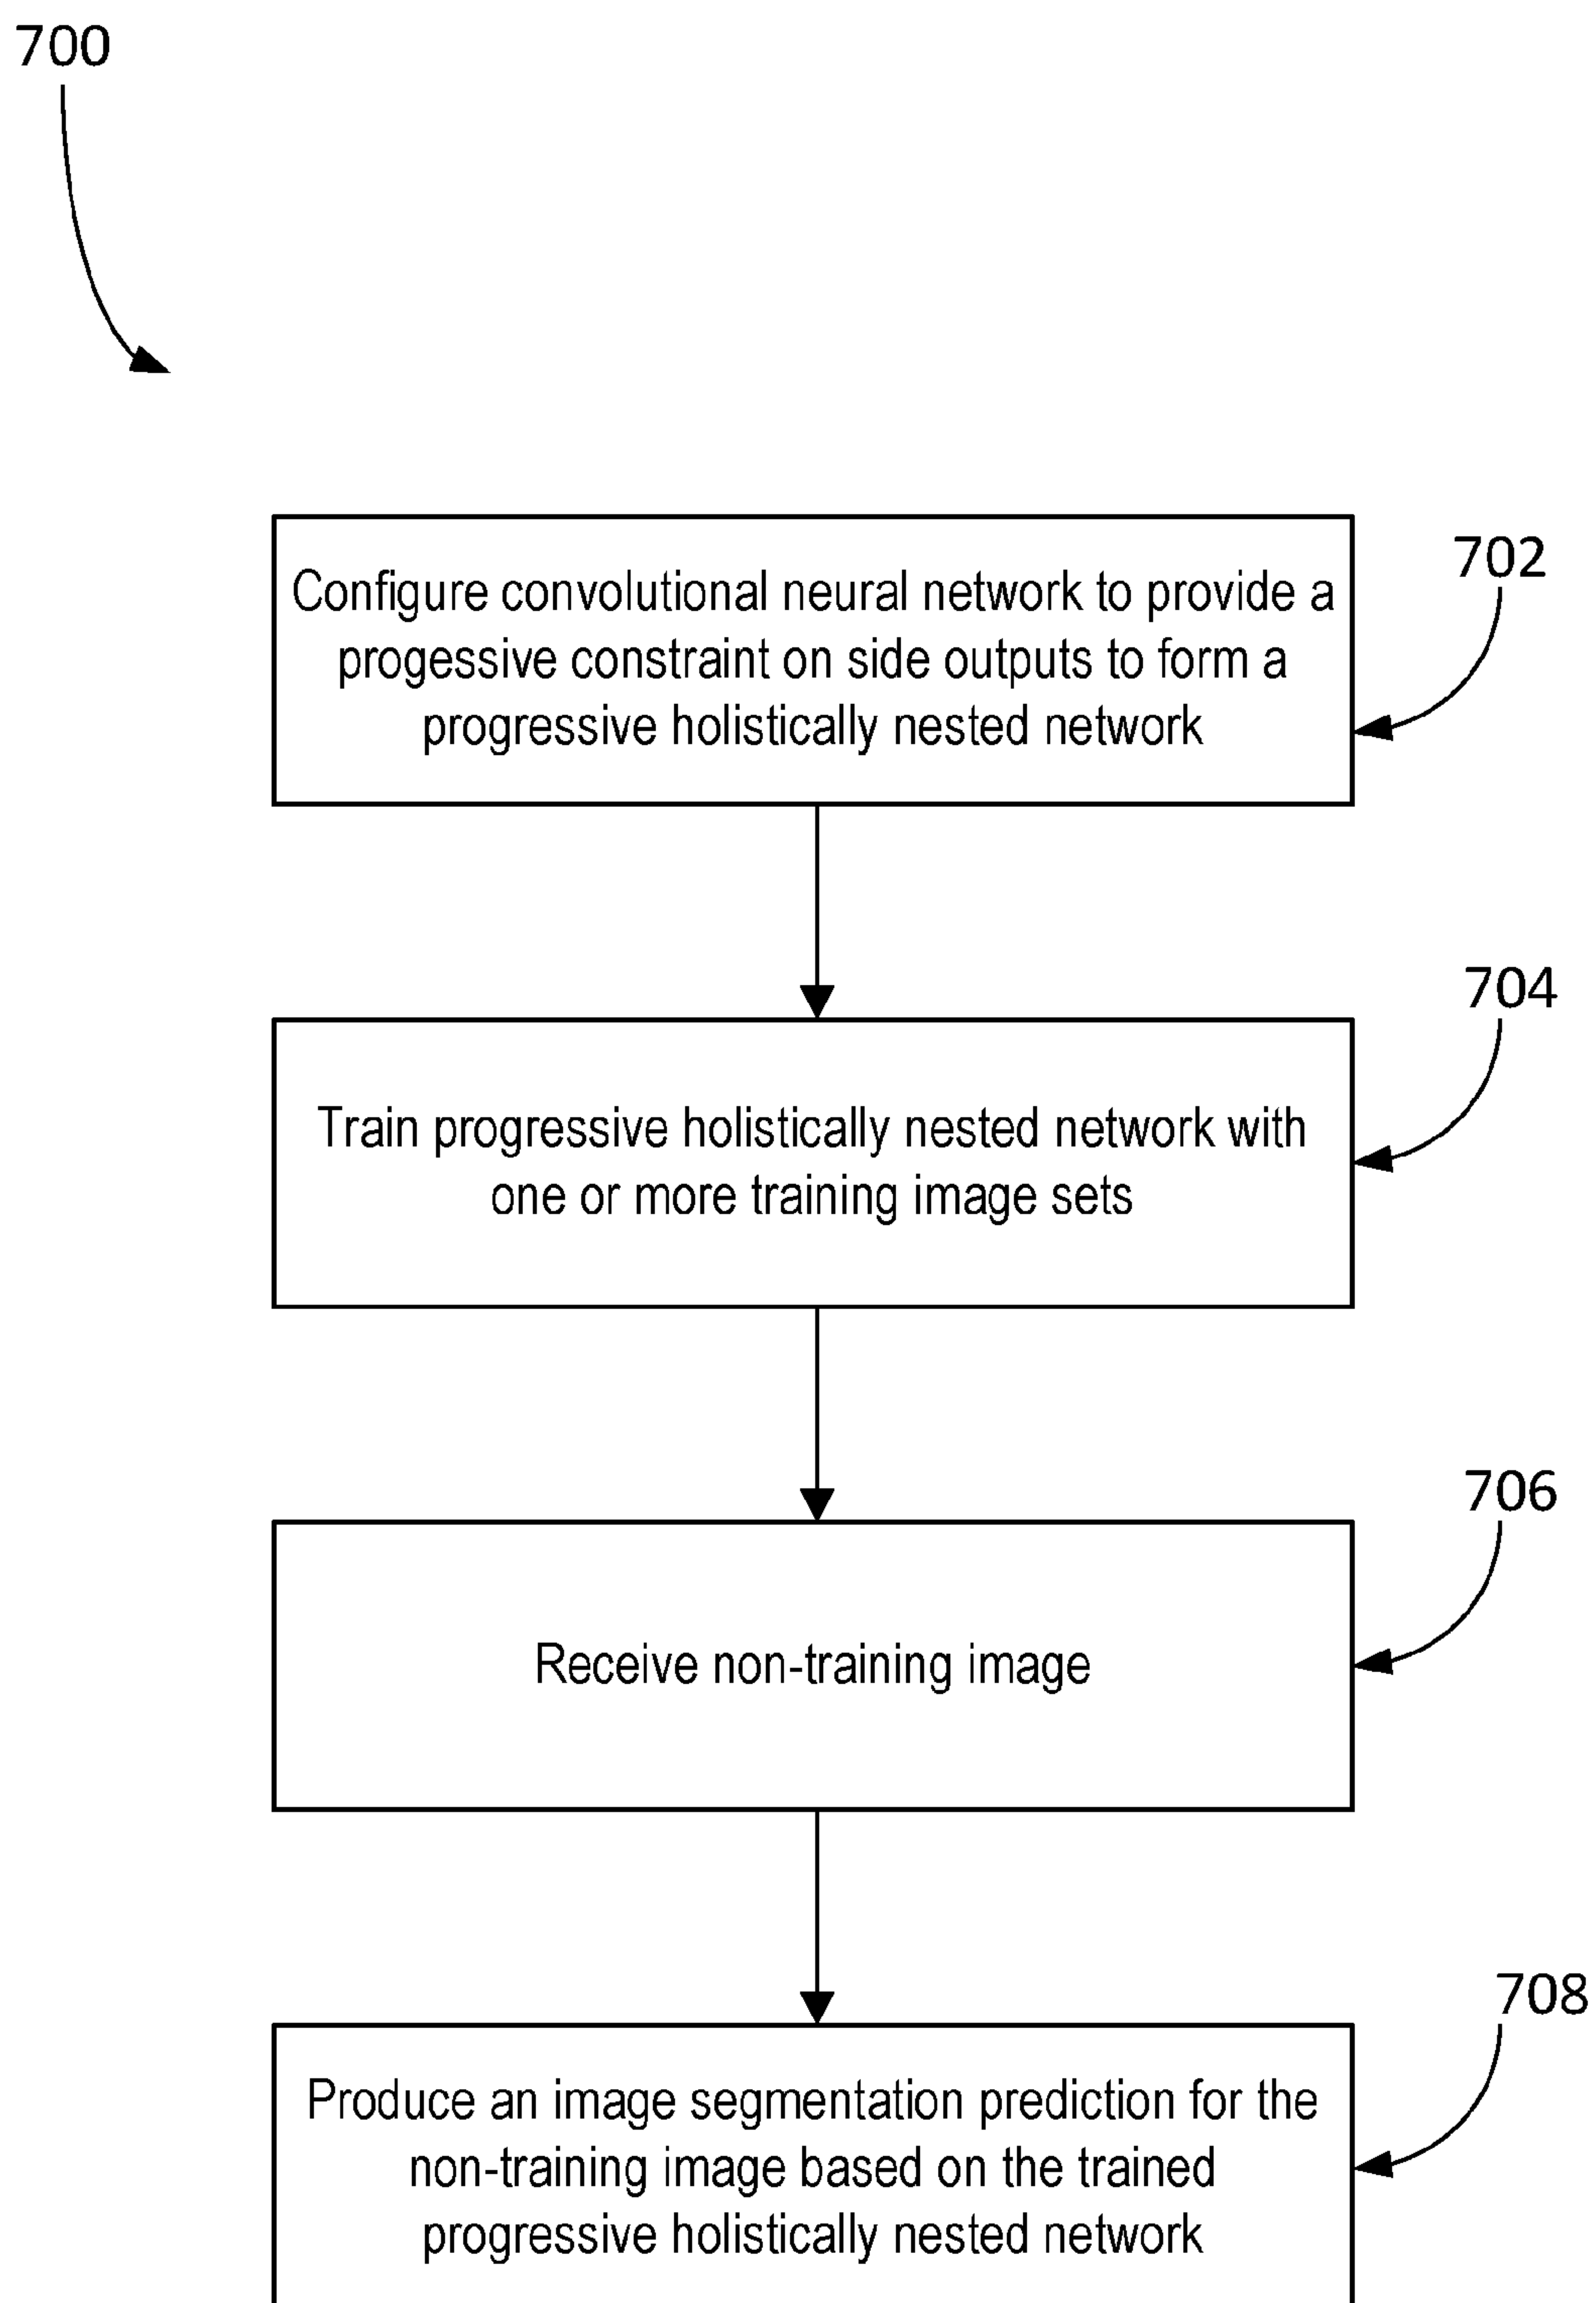 700
Configure convolutional neural network to provide a
progessive constraint on side outputs to form a
progressive holistically nested network
702
Train progressive holistically nested network with
one or more training image sets
704
Receive non-training image
706
Produce an image segmentation prediction for the
non-training image based on the trained
progressive holistically nested network
708